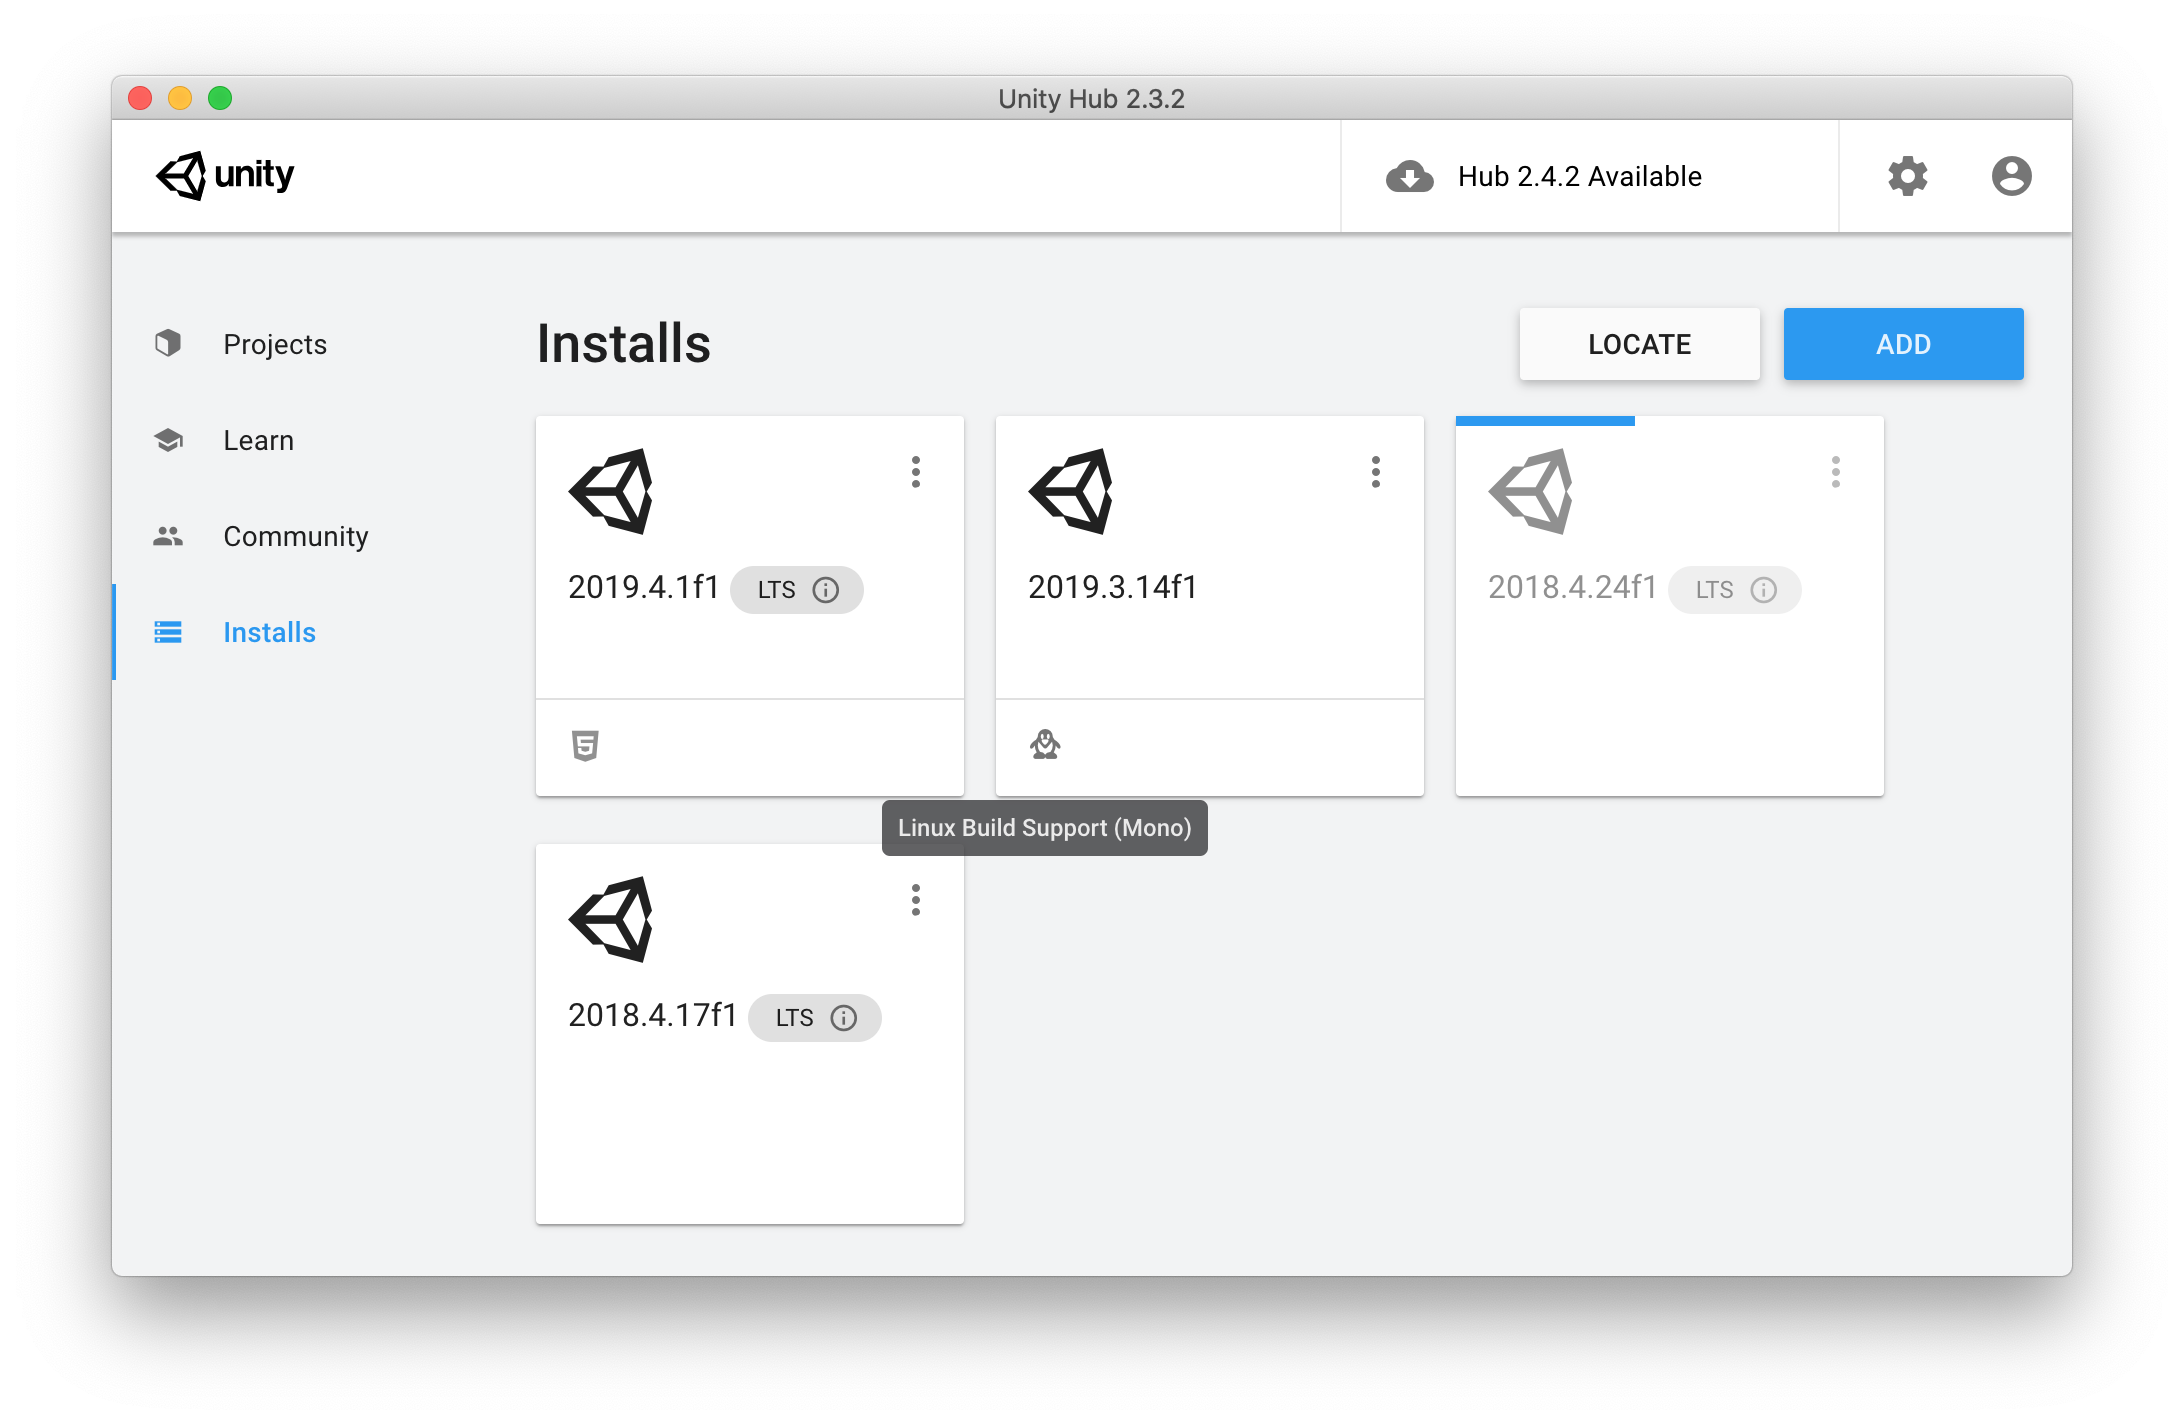 Unity Hub 2.3.2
unity
Hub 2.4.2 Available
Projects
Learn
Community
Installs
Installs
LOCATE
ADD
2019.4.1f1 LTS
2019.3.14f1
2018.4.24f1 LTS
Linux Build Support (Mono)
2018.4.17f1 LTS